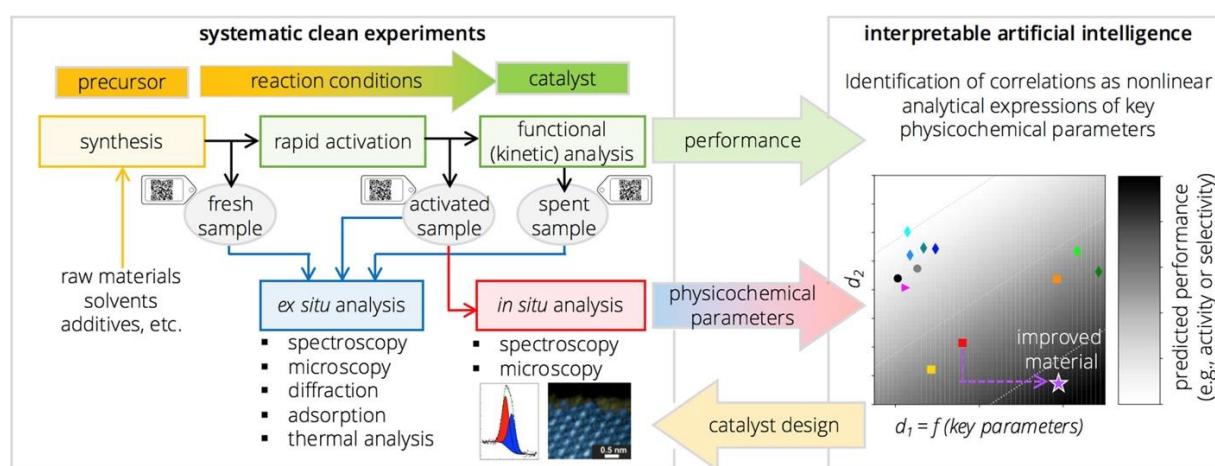 systematic clean experiments
precursor
reaction conditions
catalyst
synthesis
rapid activation
functional
(kinetic) analysis
fresh
sample
activated
sample
spent
sample
raw materials
solvents
additives, etc.
ex situ analysis
▪ spectroscopy
▪ microscopy
▪ diffraction
▪ adsorption
▪ thermal analysis
in situ analysis
▪ spectroscopy
▪ microscopy
0.5 nm
performance
physicochemical
parameters
catalyst design
interpretable artificial intelligence
Identification of correlations as nonlinear
analytical expressions of key
physicochemical parameters
d₂
improved
material
d₁ = f (key parameters)
predicted performance
(e.g., activity or selectivity)